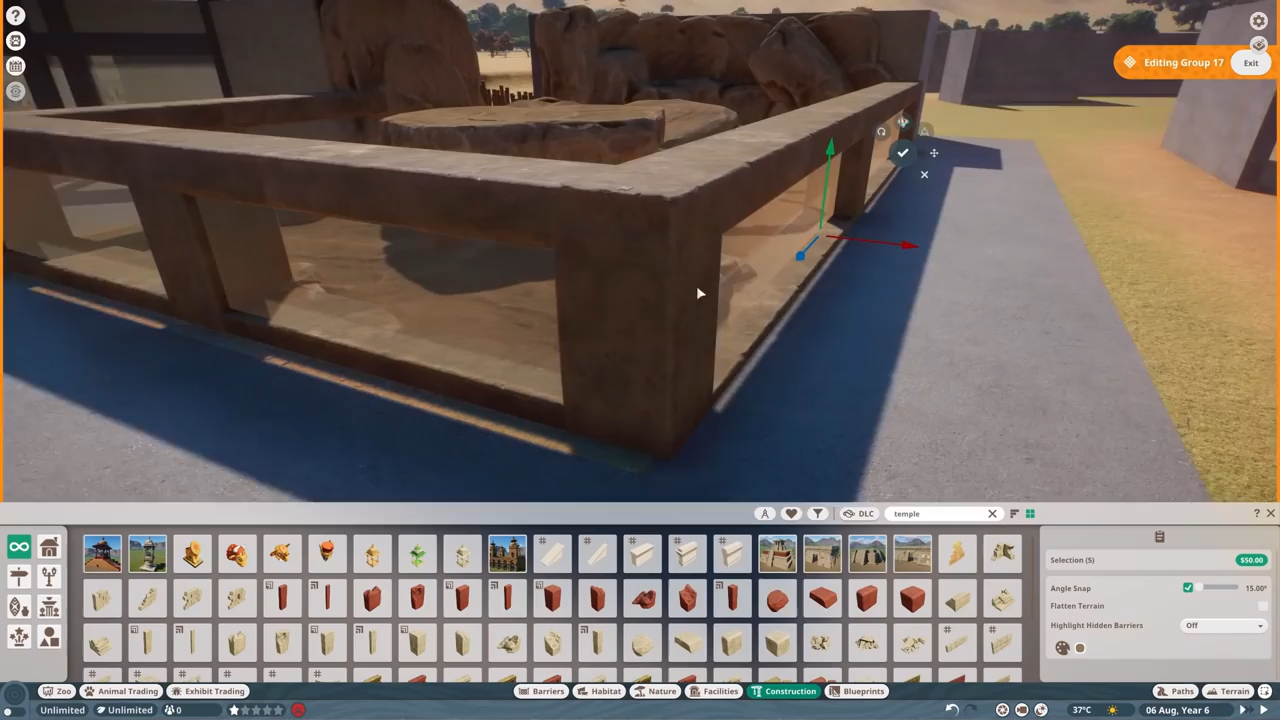 ?
Editing Group 17
Exit
DLC
temple
?
Selection (5)
$50.00
Angle Snap
15.00°
Flatten Terrain
Highlight Hidden Barriers
Off
Zoo
Animal Trading
Exhibit Trading
Barriers
Habitat
Nature
Facilities
Construction
Blueprints
Paths
Terrain
Unlimited
Unlimited
0
37°C
06 Aug, Year 6